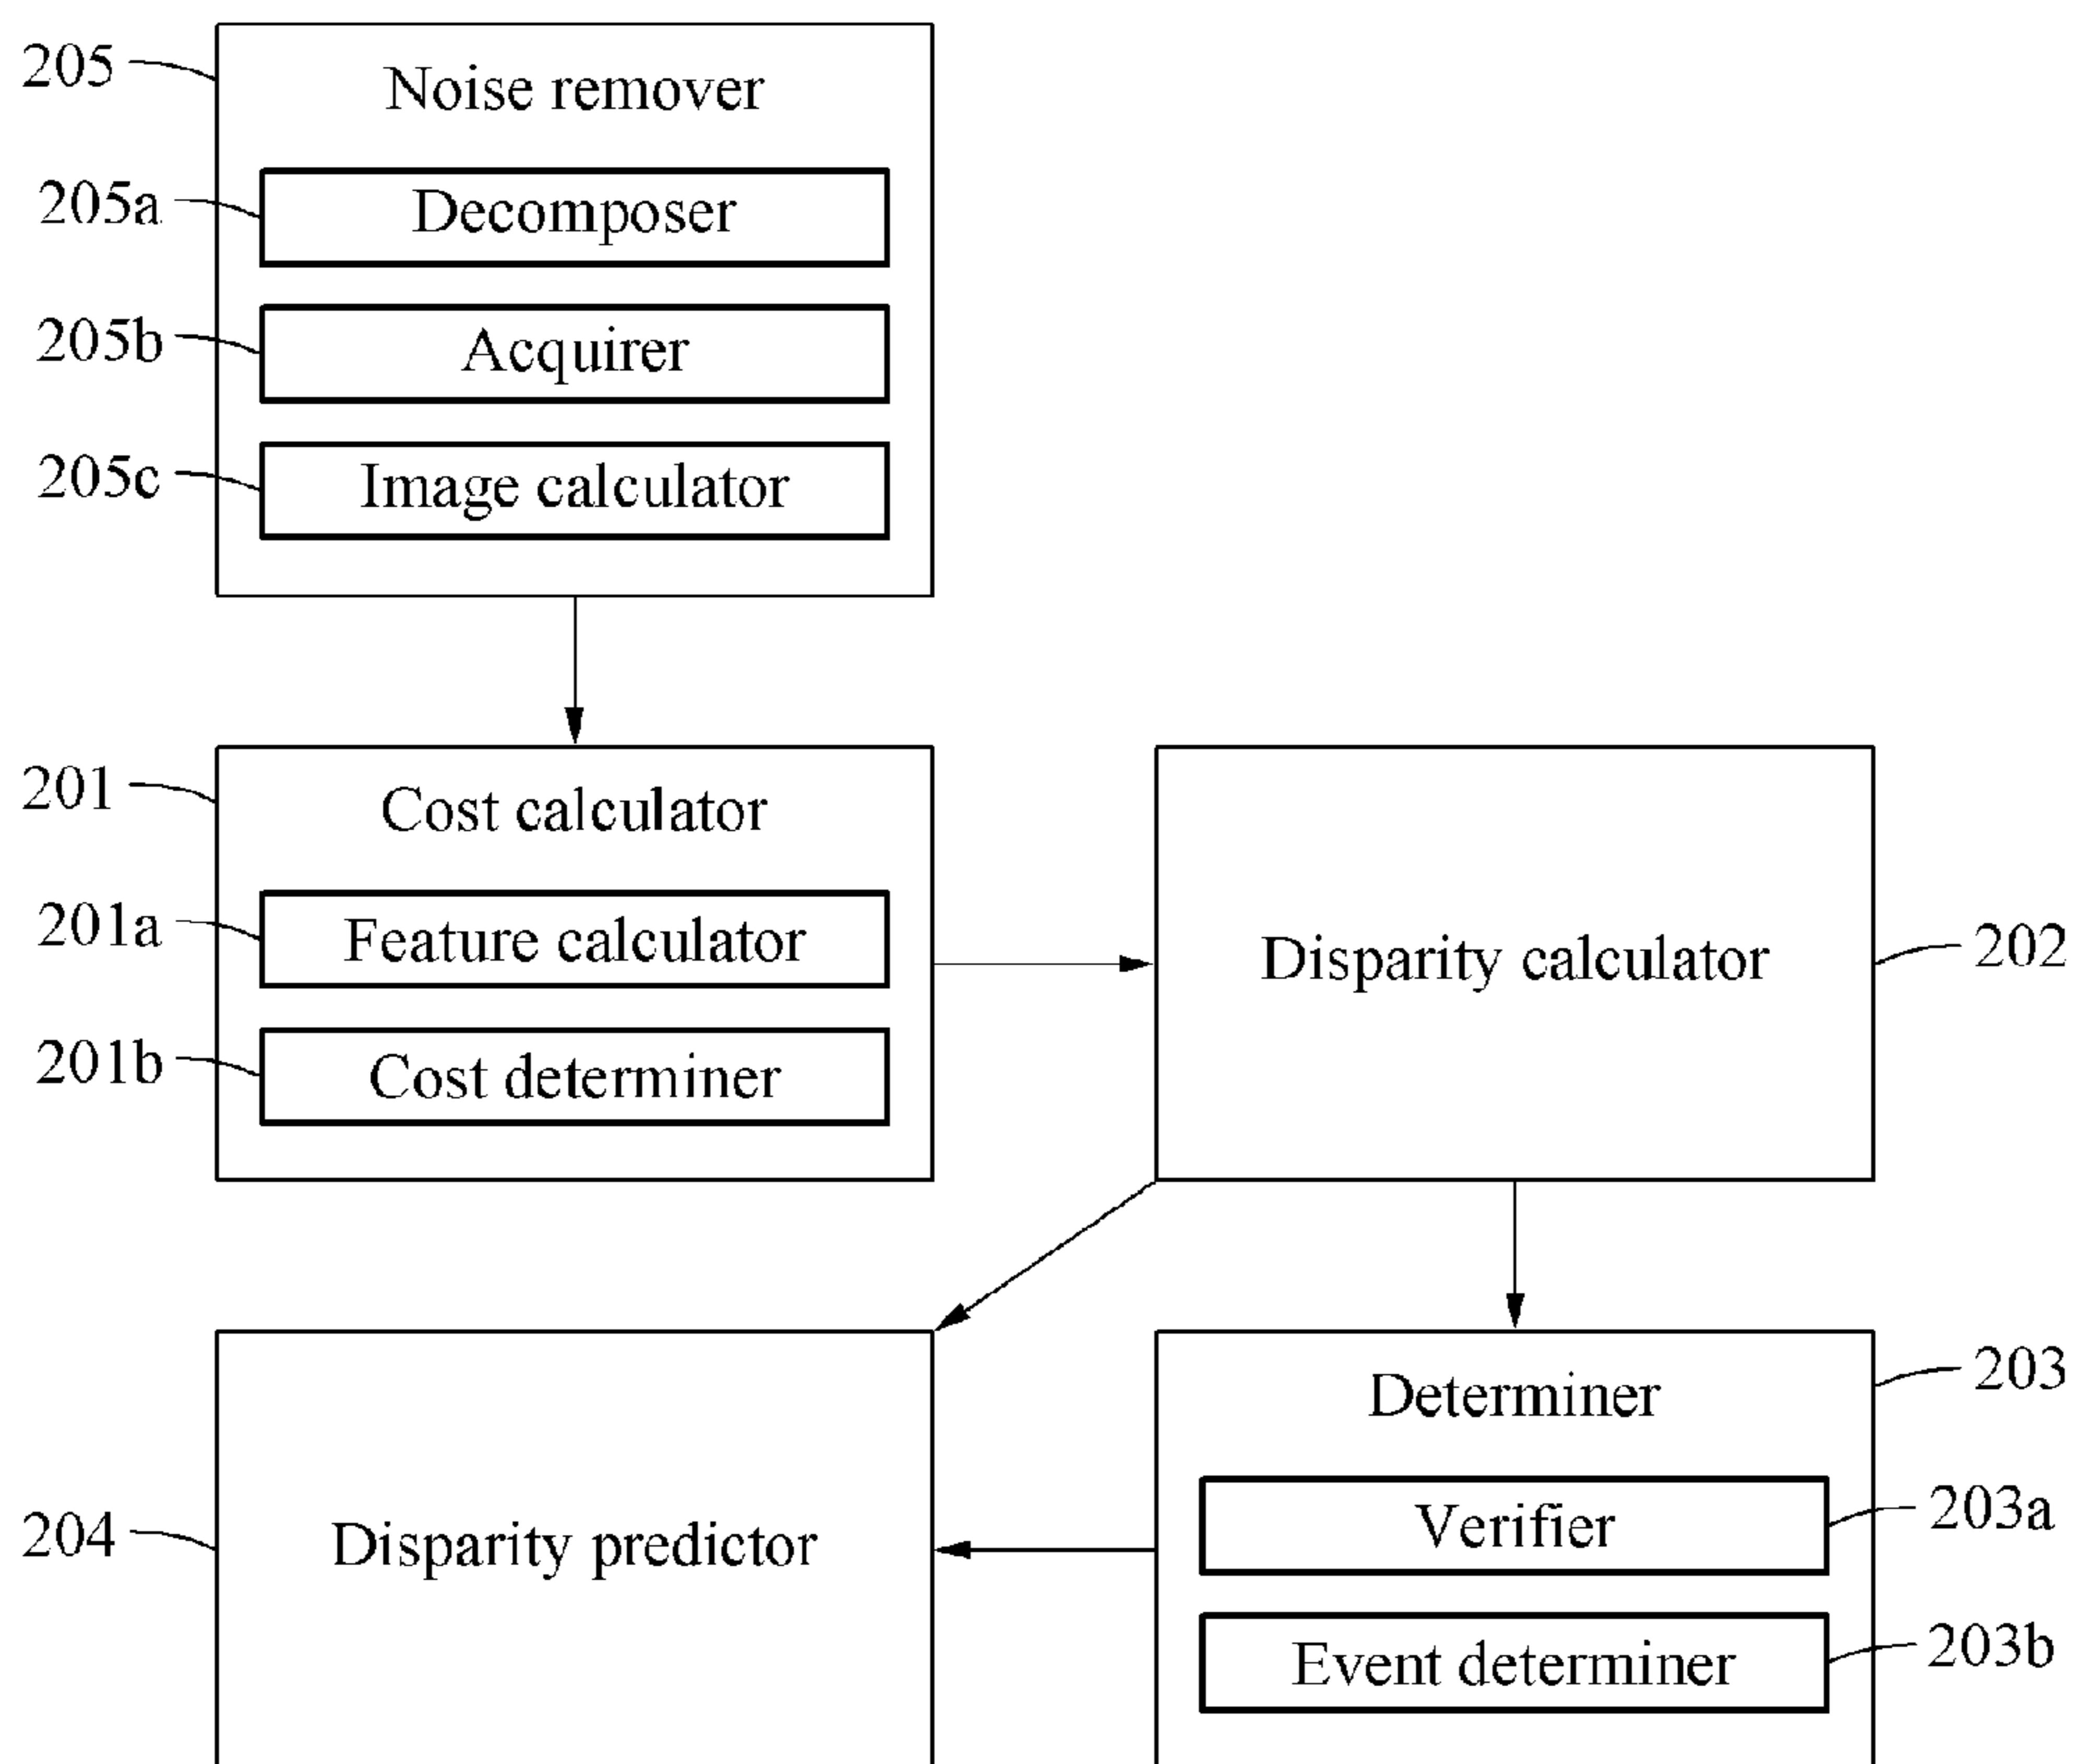 205
Noise remover
205a
Decomposer
205b
Acquirer
205c
Image calculator
201
Cost calculator
201a
Feature calculator
201b
Cost determiner
Disparity calculator
202
204
Disparity predictor
Determiner
203
Verifier
203a
Event determiner
203b